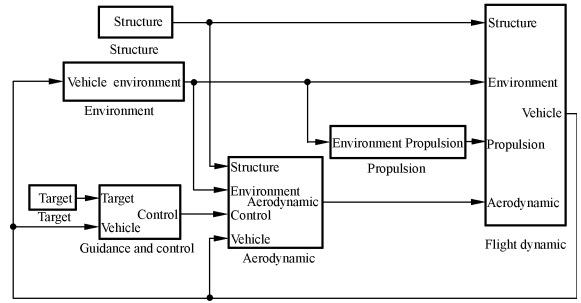 Structure
Structure
Structure
Vehicle environment
Environment
Environment
Vehicle
Environment Propulsion
Propulsion
Propulsion
Structure
Environment
Aerodynamic
Control
Vehicle
Aerodynamic
Target
Target
Target
Control
Vehicle
Guidance and control
Aerodynamic
Flight dynamic